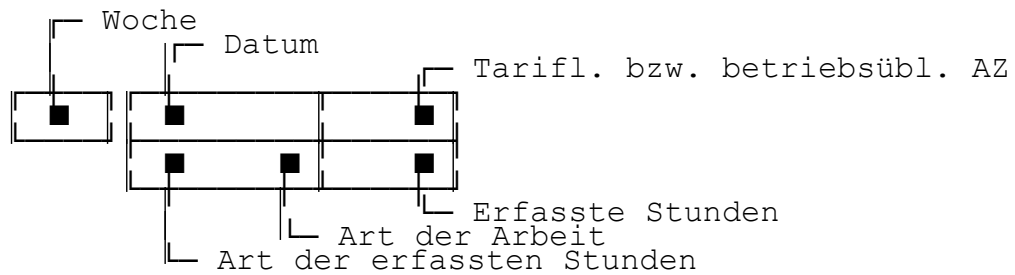 Woche
Datum
Tarifl. bzw. betriebsübl. AZ
Erfasste Stunden
Art der Arbeit
Art der erfassten Stunden